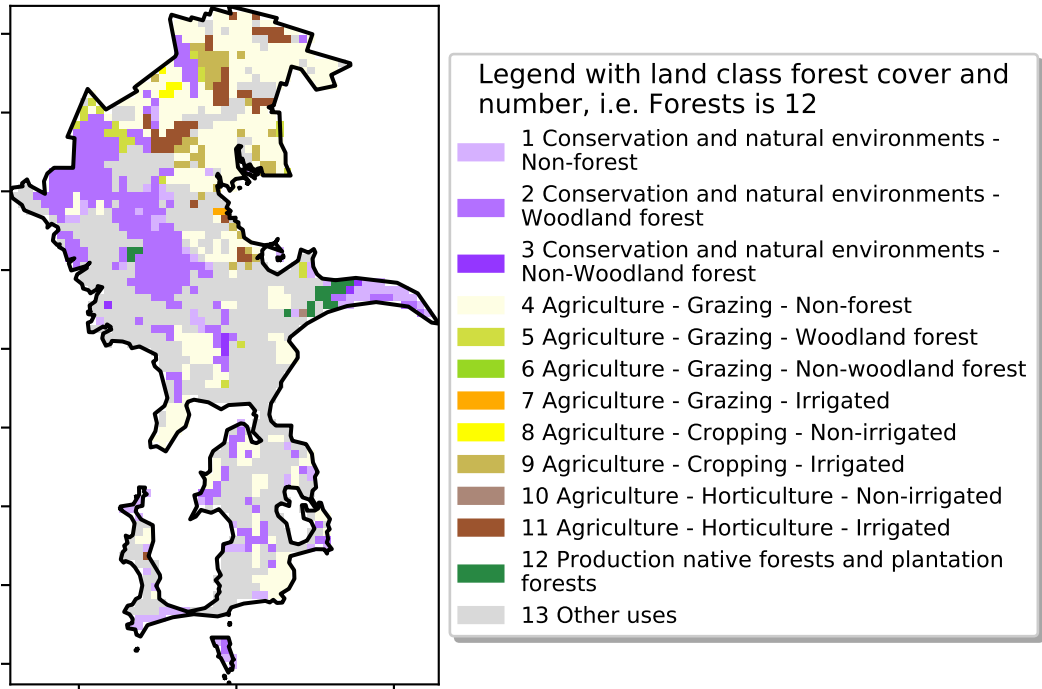 Legend with land class forest cover and
number, i.e. Forests is 12
1 Conservation and natural environments -
Non-forest
2 Conservation and natural environments -
Woodland forest
3 Conservation and natural environments -
Non-Woodland forest
4 Agriculture - Grazing - Non-forest
5 Agriculture - Grazing - Woodland forest
6 Agriculture - Grazing - Non-woodland forest
7 Agriculture - Grazing - Irrigated
8 Agriculture - Cropping - Non-irrigated
9 Agriculture - Cropping - Irrigated
10 Agriculture - Horticulture - Non-irrigated
11 Agriculture - Horticulture - Irrigated
12 Production native forests and plantation
forests
13 Other uses